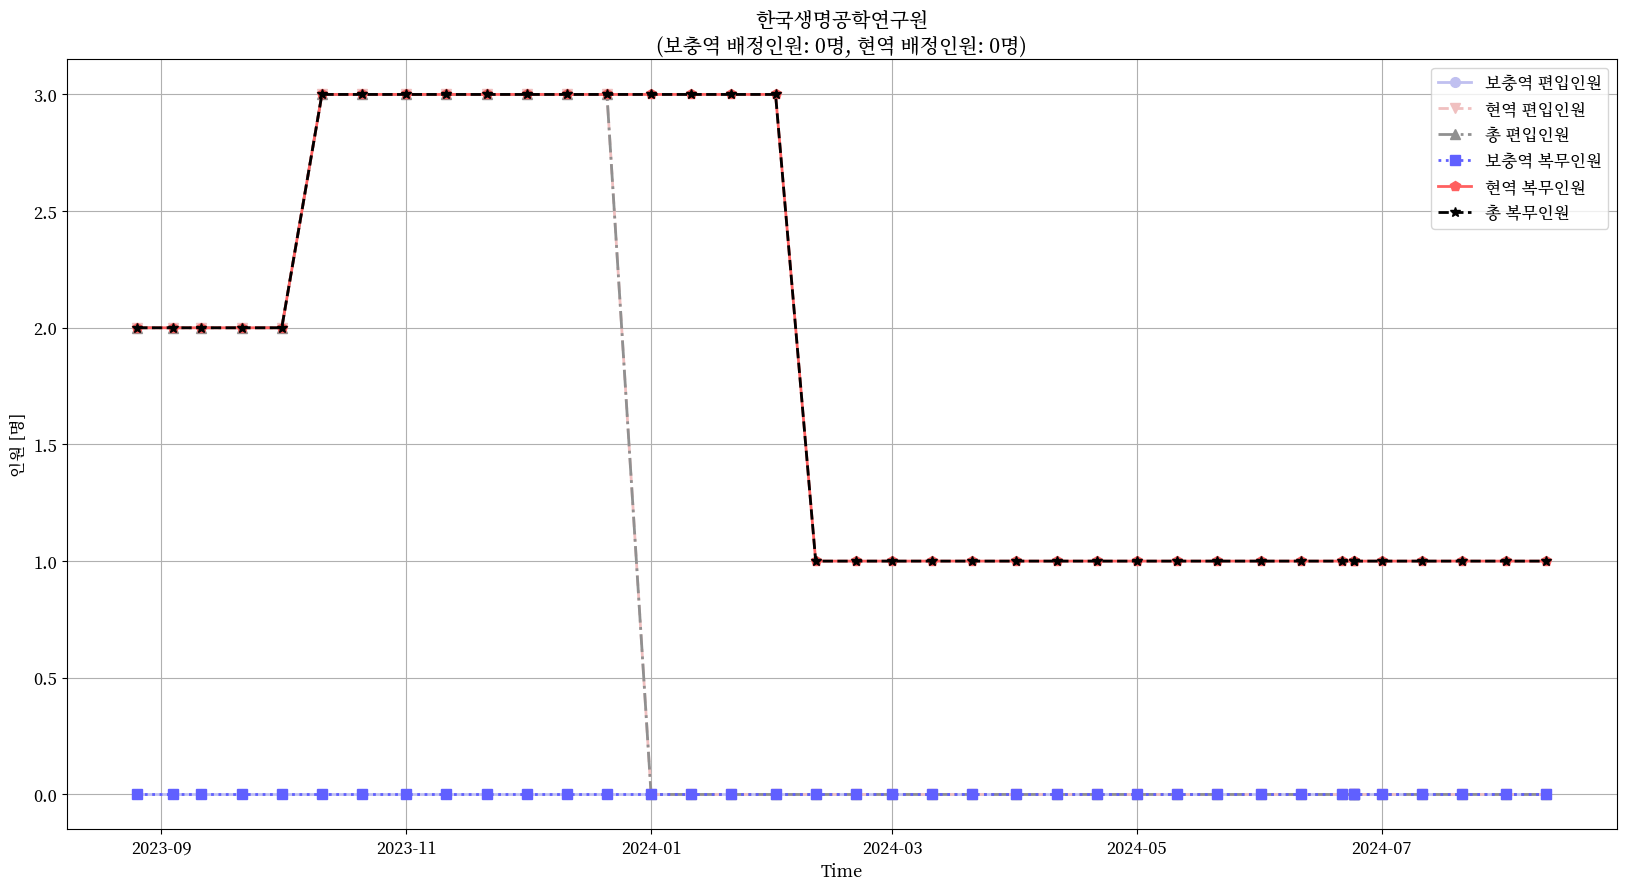 한국생명공학연구원
(보충역 배정인원: 0명, 현역 배정인원: 0명)
보충역 편입인원
현역 편입인원
총 편입인원
보충역 복무인원
현역 복무인원
총 복무인원
인원 [명]
3.0
2.5
2.0
1.5
1.0
0.5
0.0
2023-09
2023-11
2024-01
2024-03
2024-05
2024-07
Time